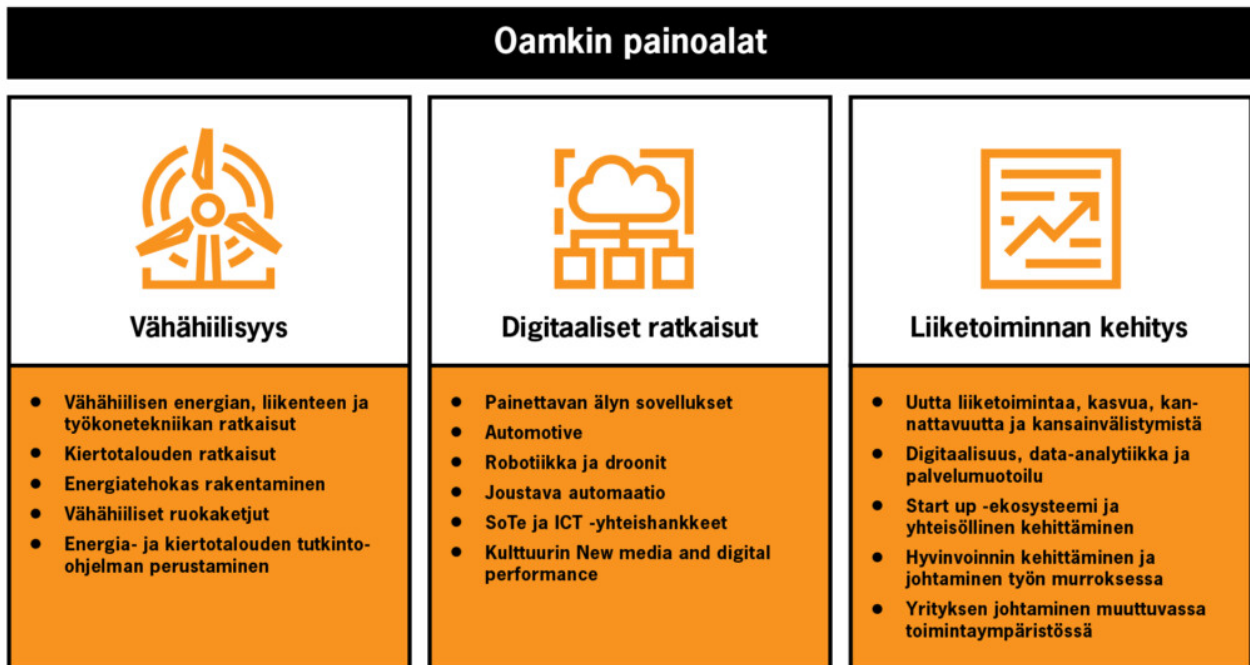 Oamkin painoalat
Vähähiilisyys
● Vähähiilisen energian, liikenteen ja
työkonetekniikan ratkaisut
● Kiertotalouden ratkaisut
● Energiatehokas rakentaminen
● Vähähiiliset ruokaketjut
● Energia- ja kiertotalouden tutkinto-
ohjelman perustaminen
Digitaaliset ratkaisut
● Painettavan älyn sovellukset
● Automotive
● Robotiikka ja droonit
● Joustava automaatio
● SoTe ja ICT -yhteishankkeet
● Kulttuurin New media and digital
performance
Liiketoiminnan kehitys
● Uutta liiketoimintaa, kasvua, kan-
nattavuutta ja kansainvälistymistä
● Digitaalisuus, data-analytiikka ja
palvelumuotoilu
● Start up -ekosysteemi ja
yhteisöllinen kehittäminen
● Hyvinvoinnin kehittäminen ja
johtaminen työn murroksessa
● Yrityksen johtaminen muuttuvassa
toimintaympäristössä